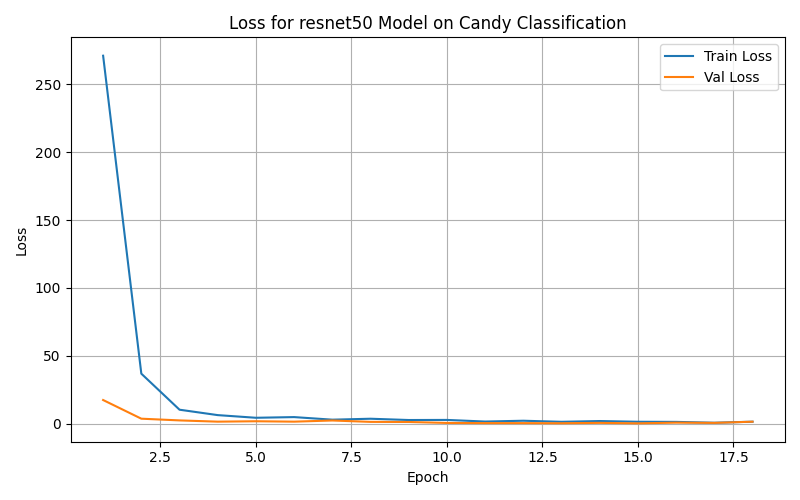 Loss for resnet50 Model on Candy Classification
Train Loss
Val Loss
Loss
250
200
150
100
50
0
2.5 5.0 7.5 10.0 12.5 15.0 17.5
Epoch